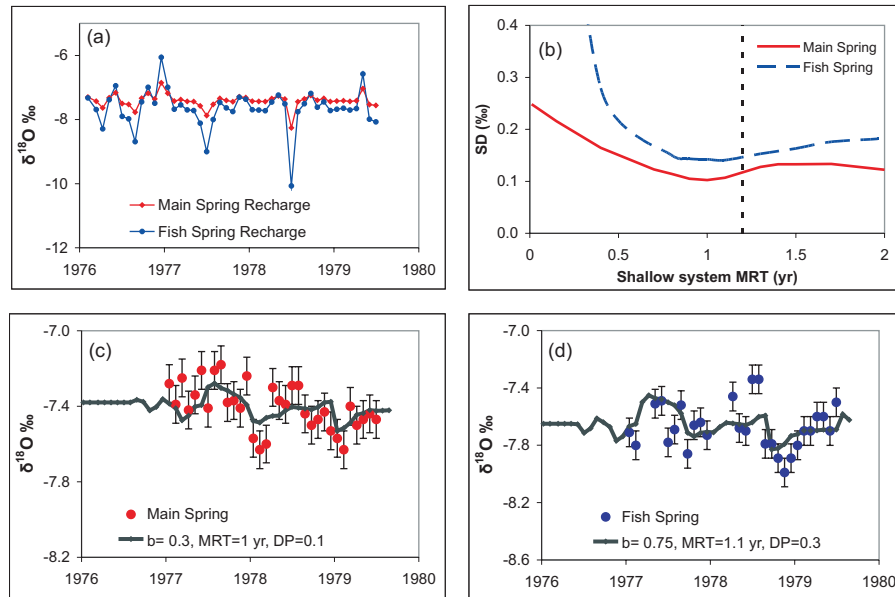 (a)
δ¹⁸O ‰
-6
-8
-10
-12
Main Spring Recharge
Fish Spring Recharge
1976 1977 1978 1979 1980
(b)
SD (‰)
0.4
0.3
0.2
0.1
0.0
Main Spring
Fish Spring
0 0.5 1 1.5 2
Shallow system MRT (yr)
(c)
δ¹⁸O ‰
-7.0
-7.4
-7.8
-8.2
Main Spring
b= 0.3, MRT=1 yr, DP=0.1
1976 1977 1978 1979 1980
(d)
δ¹⁸O ‰
-7.0
-7.4
-7.8
-8.2
-8.6
Fish Spring
b= 0.75, MRT=1.1 yr, DP=0.3
1976 1977 1978 1979 1980